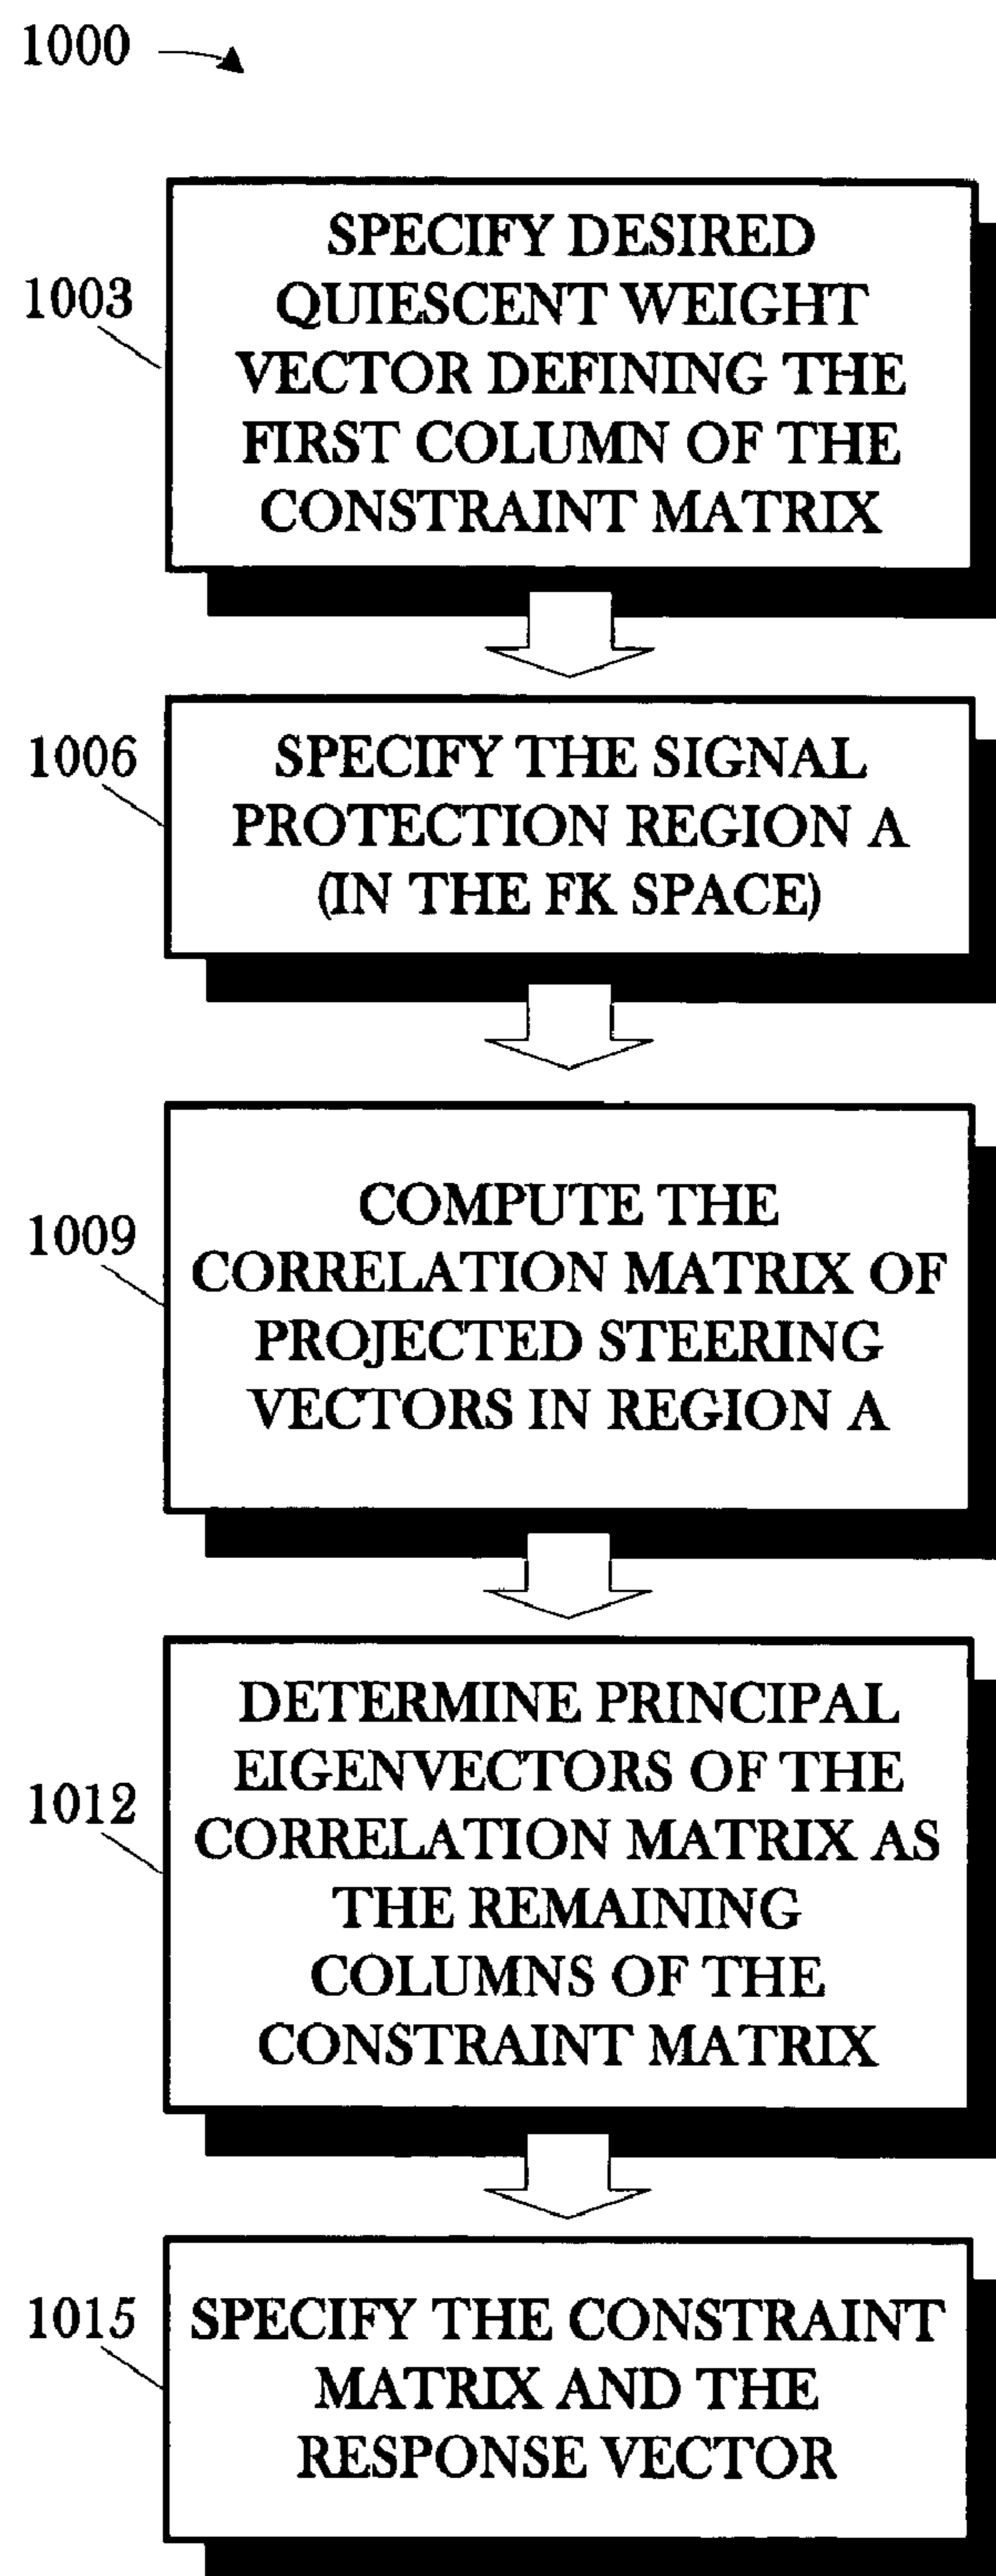 1000
1003
SPECIFY DESIRED
QUIESCENT WEIGHT
VECTOR DEFINING THE
FIRST COLUMN OF THE
CONSTRAINT MATRIX
1006
SPECIFY THE SIGNAL
PROTECTION REGION A
(IN THE FK SPACE)
1009
COMPUTE THE
CORRELATION MATRIX OF
PROJECTED STEERING
VECTORS IN REGION A
1012
DETERMINE PRINCIPAL
EIGENVECTORS OF THE
CORRELATION MATRIX AS
THE REMAINING
COLUMNS OF THE
CONSTRAINT MATRIX
1015
SPECIFY THE CONSTRAINT
MATRIX AND THE
RESPONSE VECTOR